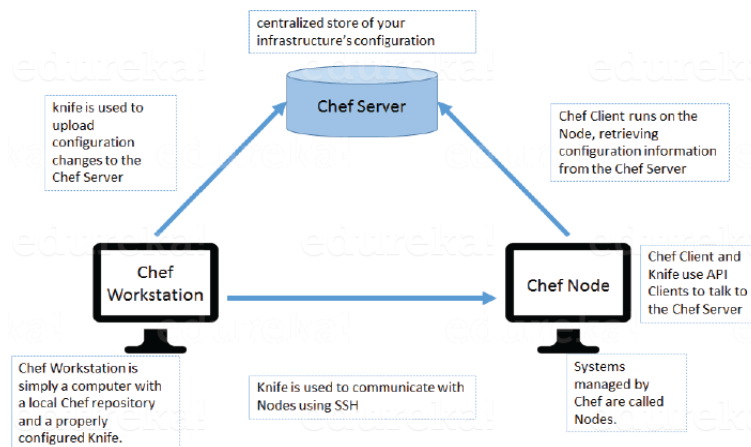 centralized store of your
infrastructure's configuration
Chef Server
knife is used to
upload
configuration
changes to the
Chef Server
Chef Client runs on the
Node, retrieving
configuration information
from the Chef Server
Chef
Workstation
Chef Node
Chef Client and
Knife use API
Clients to talk to
the Chef Server
Chef Workstation is
simply a computer with
a local Chef repository
and a properly
configured Knife.
Knife is used to communicate with
Nodes using SSH
Systems
managed by
Chef are called
Nodes.
edureka!